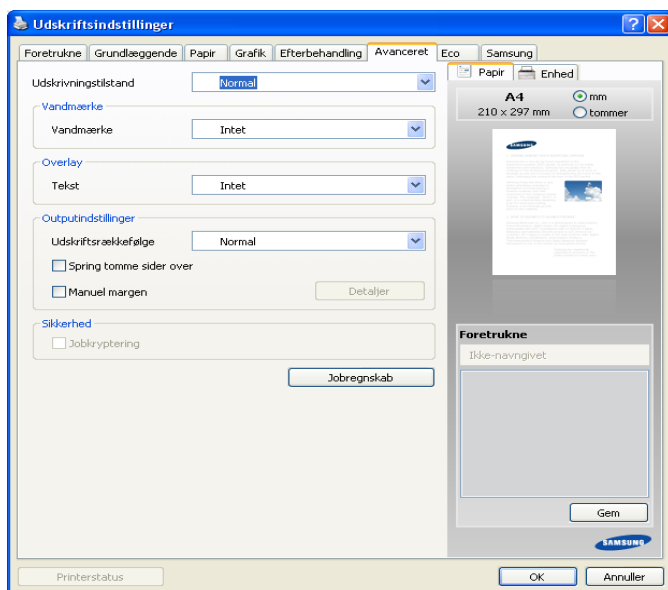 Udskriftsindstillinger
Foretrukne Grundlæggende Papir Grafik Efterbehandling Avanceret Eco Samsung
Udskrivningstilstand Normal
Vandmærke
Vandmærke Intet
Overlay
Tekst Intet
Outputindstillinger
Udskriftsrækkefølge Normal
Spring tomme sider over
Manuel margen Detaljer
Sikkerhed
Jobkryptering
Jobregnskab
Papir Enhed
A4 mm
210 x 297 mm tommer
SAMSUNG
Foretrukne
Ikke-navngivet
Gem
SAMSUNG
Printerstatus OK Annuller